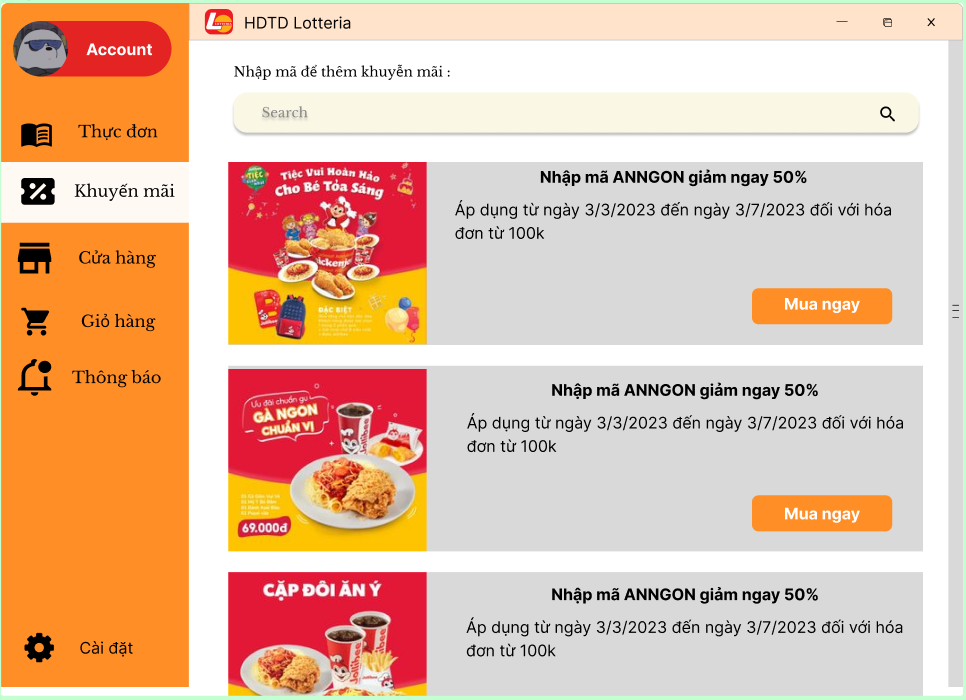 HDTD Lotteria
Account
Thực đơn
Khuyến mãi
Cửa hàng
Giỏ hàng
Thông báo
Cài đặt
Nhập mã để thêm khuyễn mãi :
Search
Tiệc Vui Hoàn Hảo
Cho Bé Tỏa Sáng
ĐẶC BIỆT
Nhập mã ANNGON giảm ngay 50%
Áp dụng từ ngày 3/3/2023 đến ngày 3/7/2023 đối với hóa
đơn từ 100k
Mua ngay
Ưu đãi chuẩn gu
GÀ NGON
CHUẨN VỊ
Jollibee
69.000đ
Nhập mã ANNGON giảm ngay 50%
Áp dụng từ ngày 3/3/2023 đến ngày 3/7/2023 đối với hóa
đơn từ 100k
Mua ngay
CẶP ĐÔI ĂN Ý
Jollibee
Jollibee
Nhập mã ANNGON giảm ngay 50%
Áp dụng từ ngày 3/3/2023 đến ngày 3/7/2023 đối với hóa
đơn từ 100k